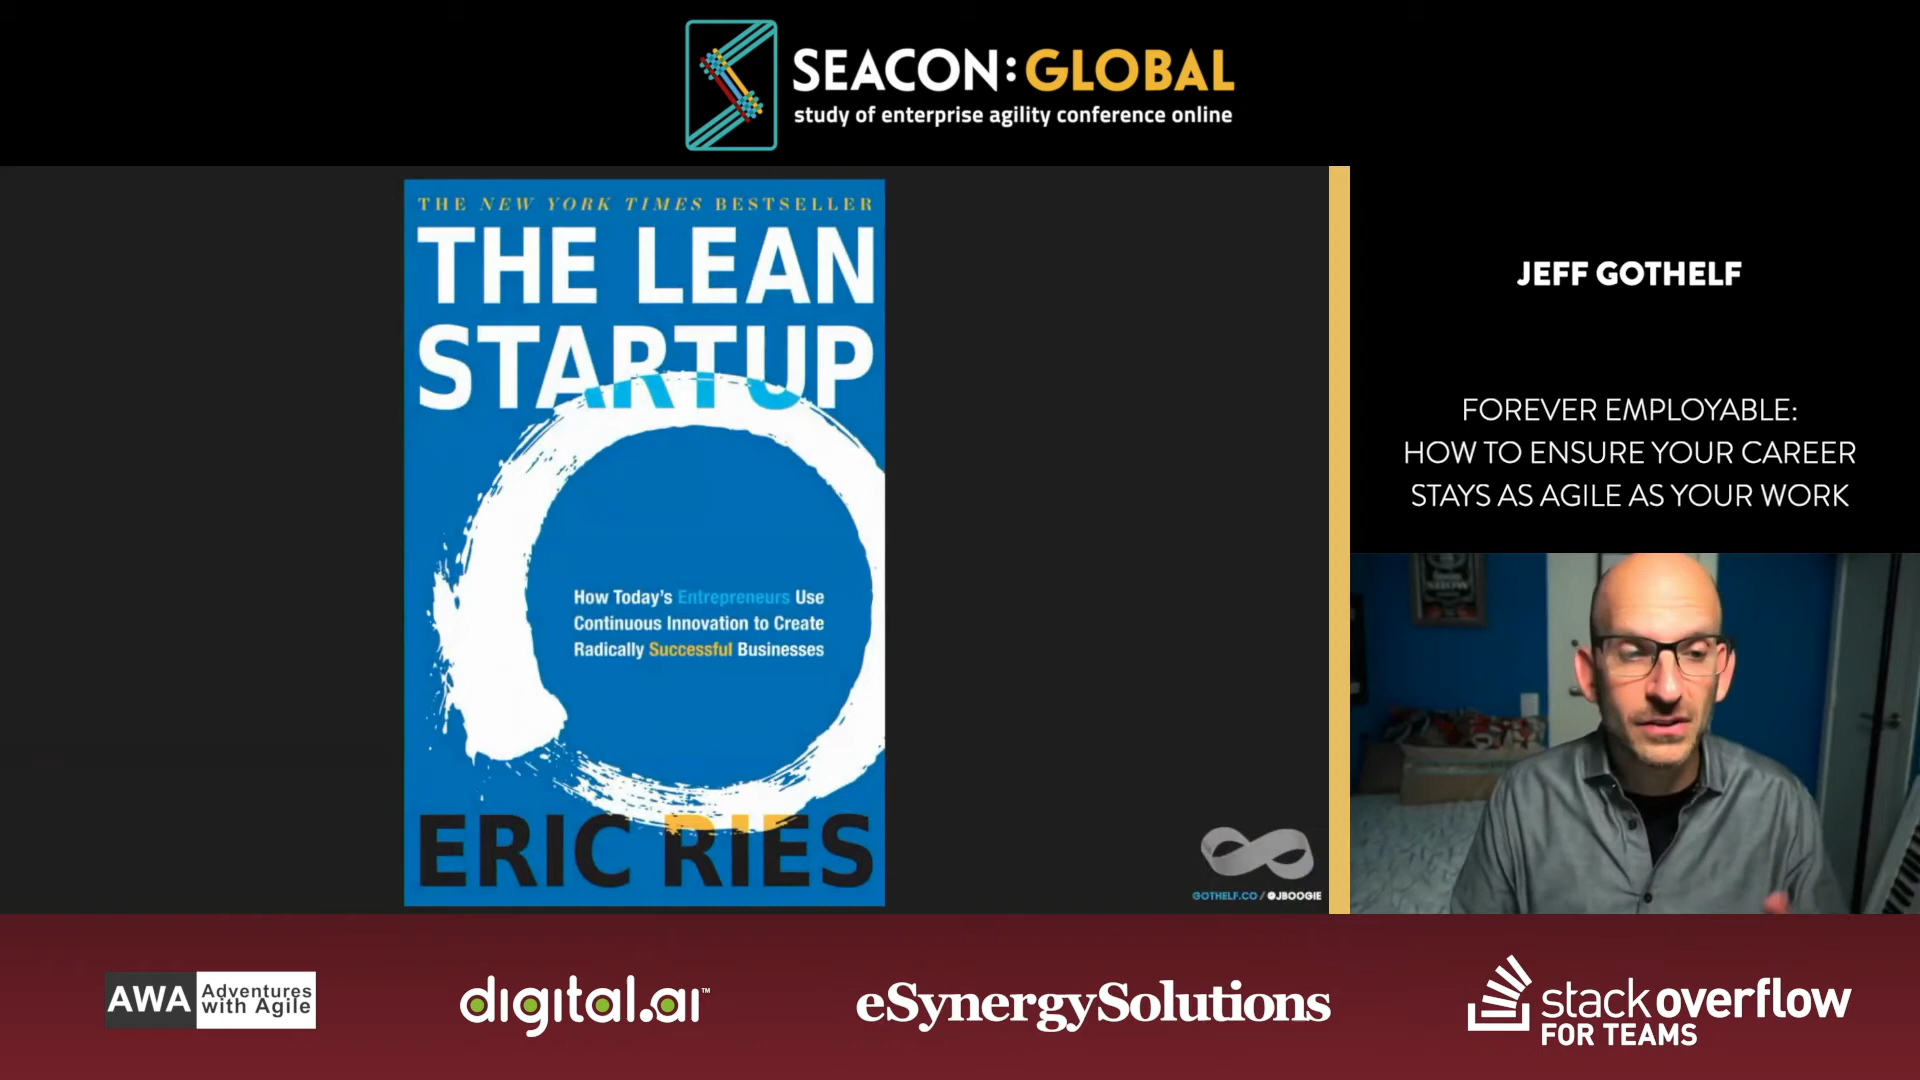 SEACON:GLOBAL
study of enterprise agility conference online
THE NEW YORK TIMES BESTSELLER
THE LEAN
STARTUP
How Today's Entrepreneurs Use
Continuous Innovation to Create
Radically Successful Businesses
ERIC RIES
GOTHELF.CO / @JBOOGIE
JEFF GOTHELF
FOREVER EMPLOYABLE:
HOW TO ENSURE YOUR CAREER
STAYS AS AGILE AS YOUR WORK
AWA Adventures
with Agile
digital.ai™
eSynergySolutions
stackoverflow
FOR TEAMS